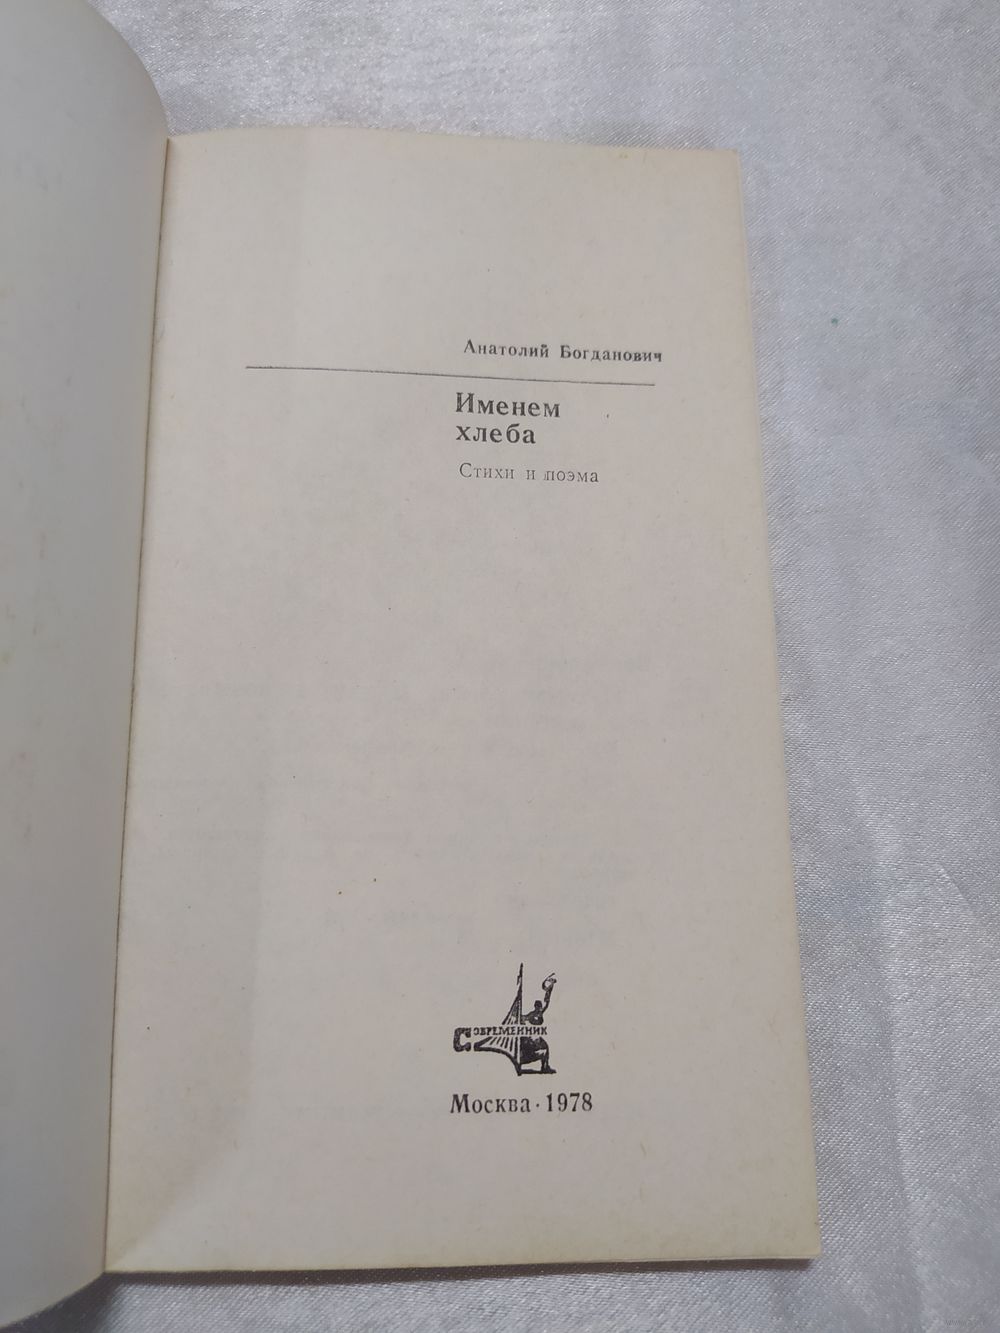 Анатолий Богданович
Именем
хлеба
Стихи и поэма
Современник
Москва · 1978